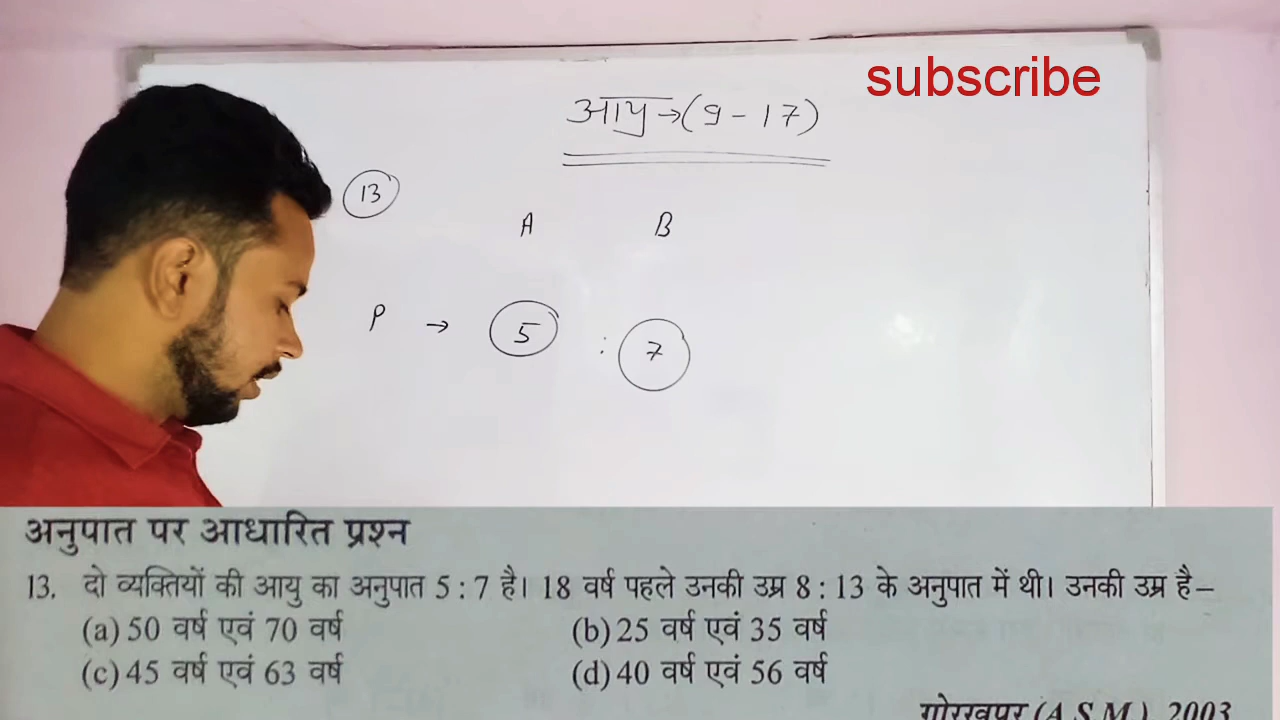 subscribe
आयु→(9-17)
13
A B
P → 5 : 7
अनुपात पर आधारित प्रश्न
13. दो व्यक्तियों की आयु का अनुपात 5 : 7 है। 18 वर्ष पहले उनकी उम्र 8 : 13 के अनुपात में थी। उनकी उम्र है–
(a) 50 वर्ष एवं 70 वर्ष (b) 25 वर्ष एवं 35 वर्ष
(c) 45 वर्ष एवं 63 वर्ष (d) 40 वर्ष एवं 56 वर्ष
गोरखपुर (A.S.M.), 2003